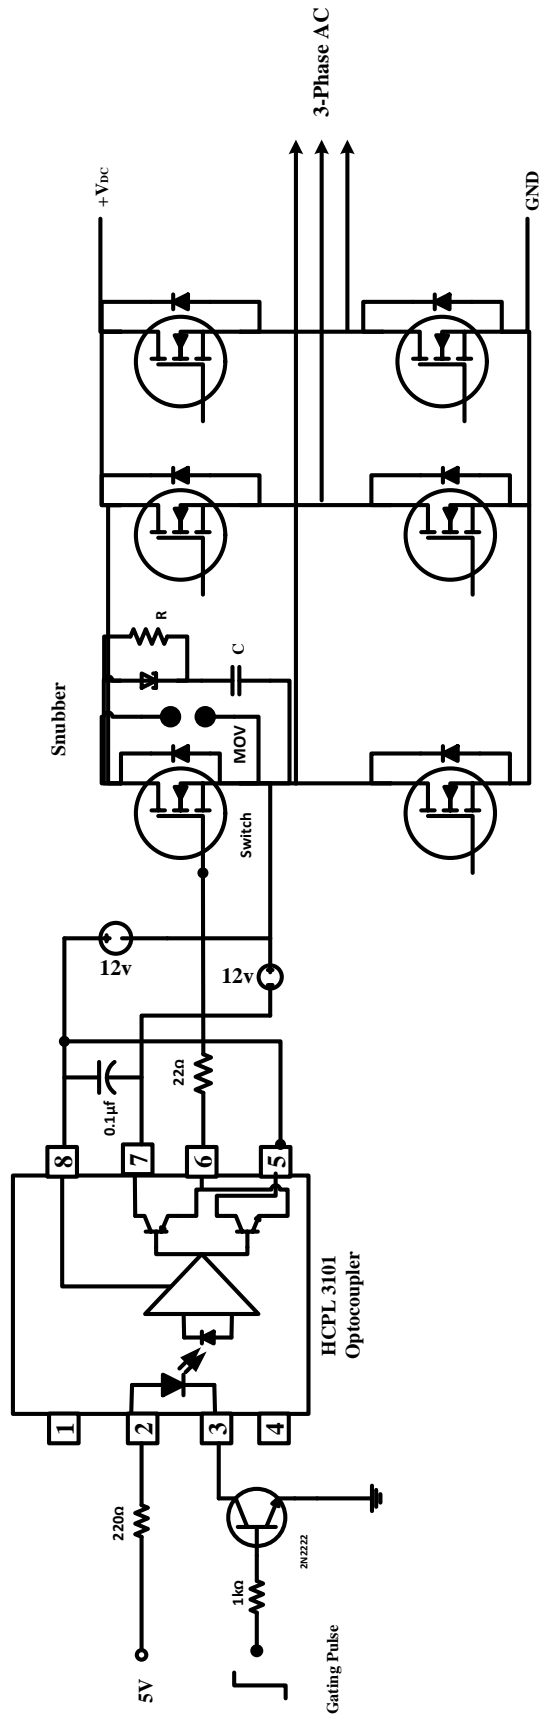 5V
220Ω
Gating Pulse
1kΩ
2N2222
1
2
3
4
HCPL 3101
Optocoupler
8
7
6
5
0.1µf
22Ω
12v
12v
Switch
MOV
Snubber
R
C
+VDC
3-Phase AC
GND